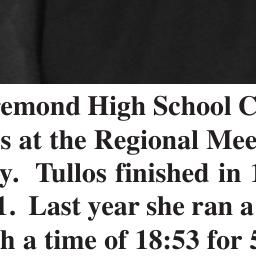 emond High School C
s at the Regional Mee
y. Tullos finished in 1
1. Last year she ran a
h a time of 18:53 for 5